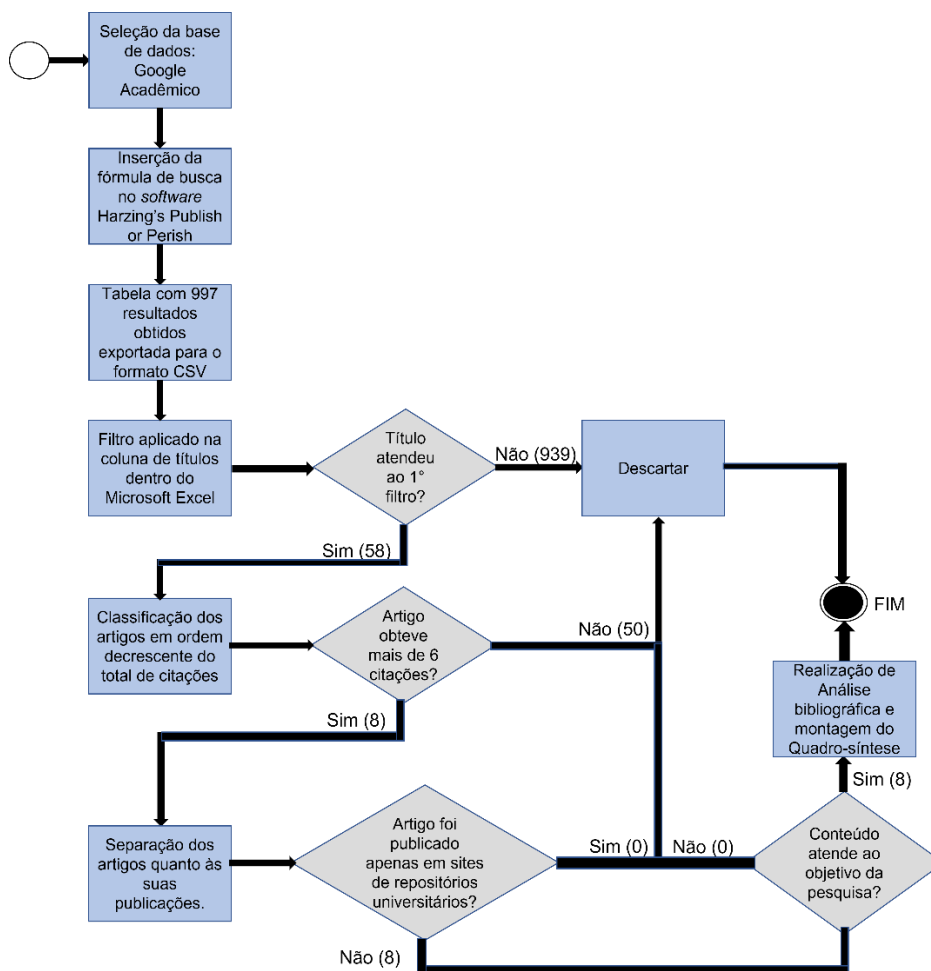 Seleção da base
de dados:
Google
Acadêmico
Inserção da
fórmula de busca
no software
Harzing’s Publish
or Perish
Tabela com 997
resultados
obtidos
exportada para o
formato CSV
Filtro aplicado na
coluna de títulos
dentro do
Microsoft Excel
Título
atendeu
ao 1°
filtro?
Não (939)
Descartar
Sim (58)
Classificação dos
artigos em ordem
decrescente do
total de citações
Artigo
obteve
mais de 6
citações?
Não (50)
FIM
Sim (8)
Realização de
Análise
bibliográfica e
montagem do
Quadro-síntese
Sim (8)
Separação dos
artigos quanto às
suas
publicações.
Artigo foi
publicado
apenas em sites
de repositórios
universitários?
Sim (0)
Não (0)
Conteúdo
atende ao
objetivo da
pesquisa?
Não (8)